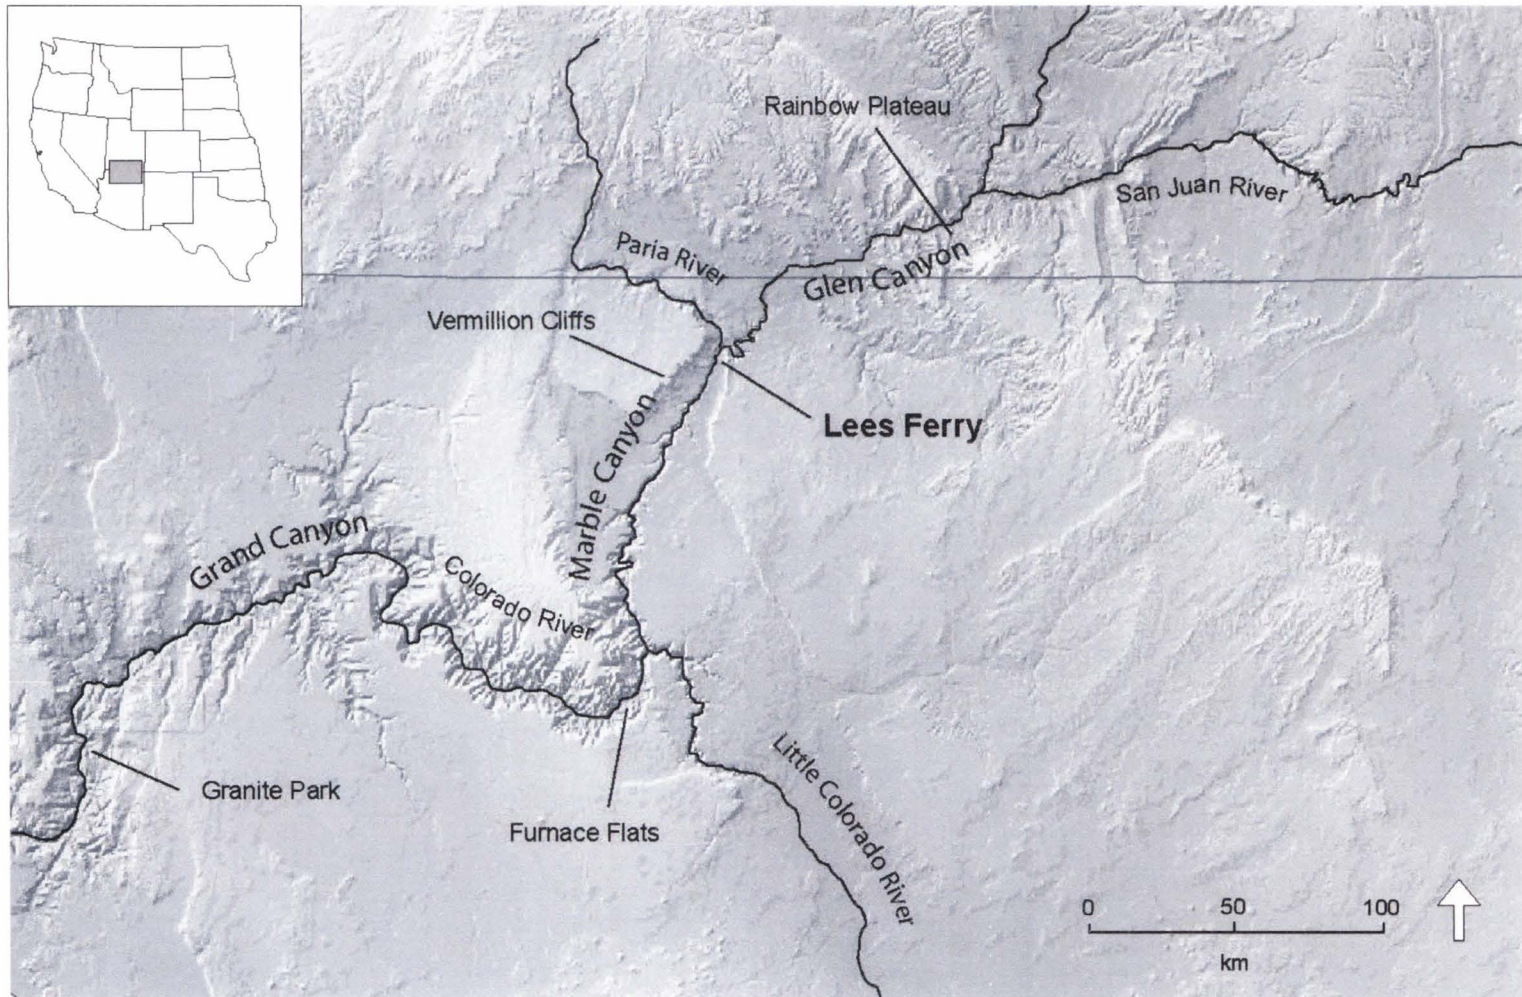 Rainbow Plateau
San Juan River
Paria River
Glen Canyon
Vermillion Cliffs
Lees Ferry
Marble Canyon
Grand Canyon
Colorado River
Granite Park
Furnace Flats
Little Colorado River
0 50 100
km